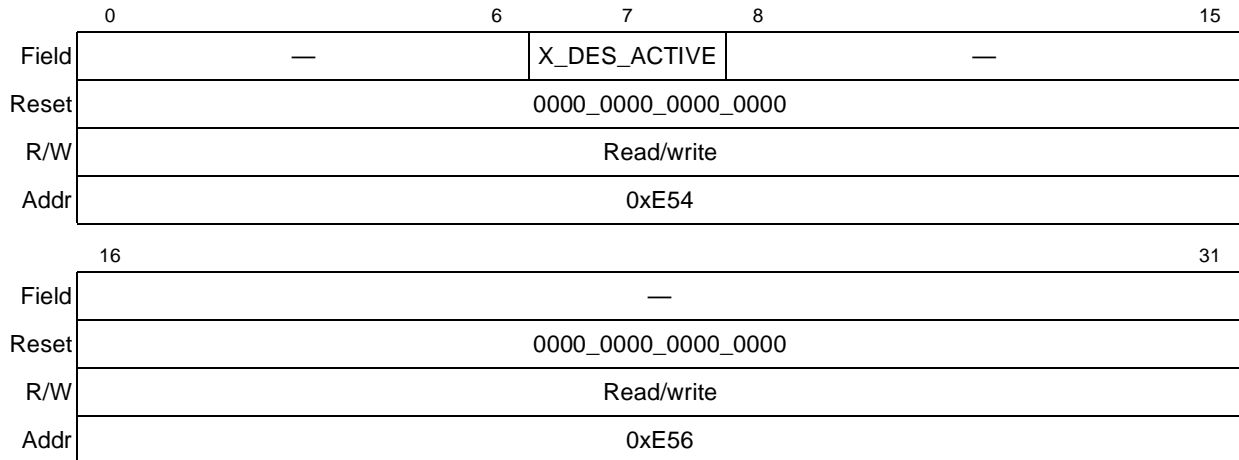 0 6 7 8 15
Field — X_DES_ACTIVE —
Reset 0000_0000_0000_0000
R/W Read/write
Addr 0xE54
16 31
Field —
Reset 0000_0000_0000_0000
R/W Read/write
Addr 0xE56